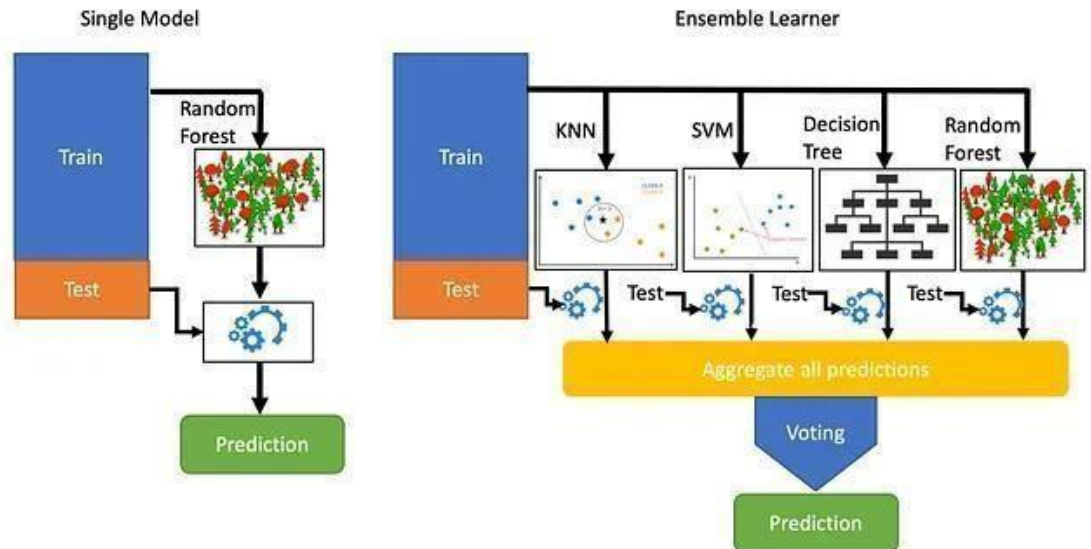 Single Model
Train
Test
Random
Forest
Prediction
Ensemble Learner
Train
Test
KNN
SVM
Decision
Tree
Random
Forest
Test
Test
Test
Aggregate all predictions
Voting
Prediction